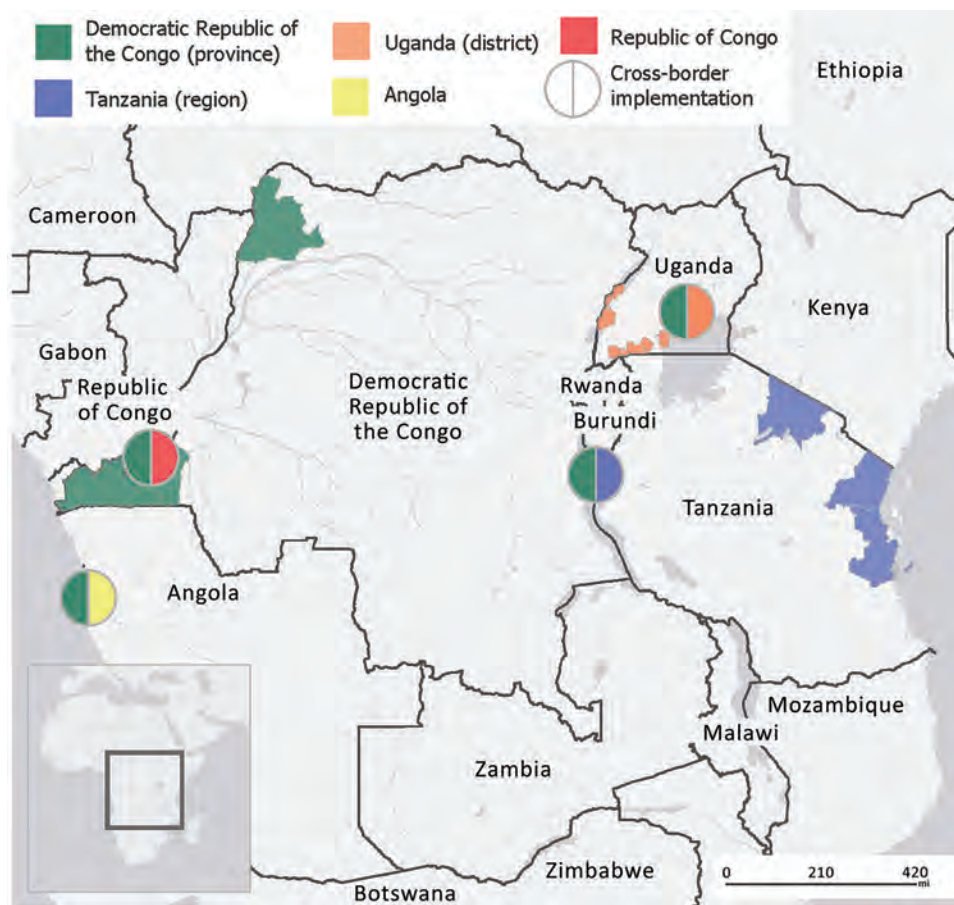 Democratic Republic of
the Congo (province)
Uganda (district)
Republic of Congo
Tanzania (region)
Angola
Cross-border
implementation
Ethiopia
Cameroon
Uganda
Kenya
Gabon
Republic
of Congo
Democratic
Republic of
the Congo
Rwanda
Burundi
Tanzania
Angola
Mozambique
Malawi
Zambia
Zimbabwe
Botswana
0 210 420
mi